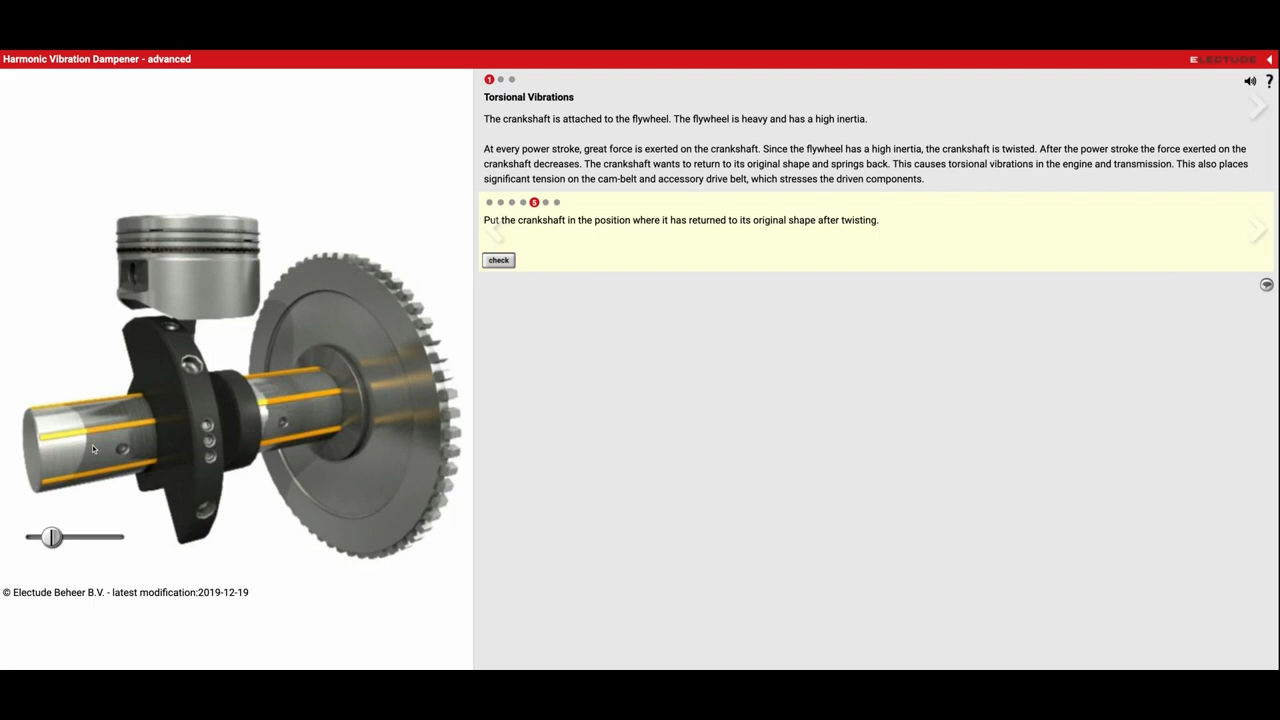 Harmonic Vibration Dampener - advanced
ELECTUDE
1
?
Torsional Vibrations
The crankshaft is attached to the flywheel. The flywheel is heavy and has a high inertia.
At every power stroke, great force is exerted on the crankshaft. Since the flywheel has a high inertia, the crankshaft is twisted. After the power stroke the force exerted on the
crankshaft decreases. The crankshaft wants to return to its original shape and springs back. This causes torsional vibrations in the engine and transmission. This also places
significant tension on the cam-belt and accessory drive belt, which stresses the driven components.
5
Put the crankshaft in the position where it has returned to its original shape after twisting.
check
© Electude Beheer B.V. - latest modification:2019-12-19